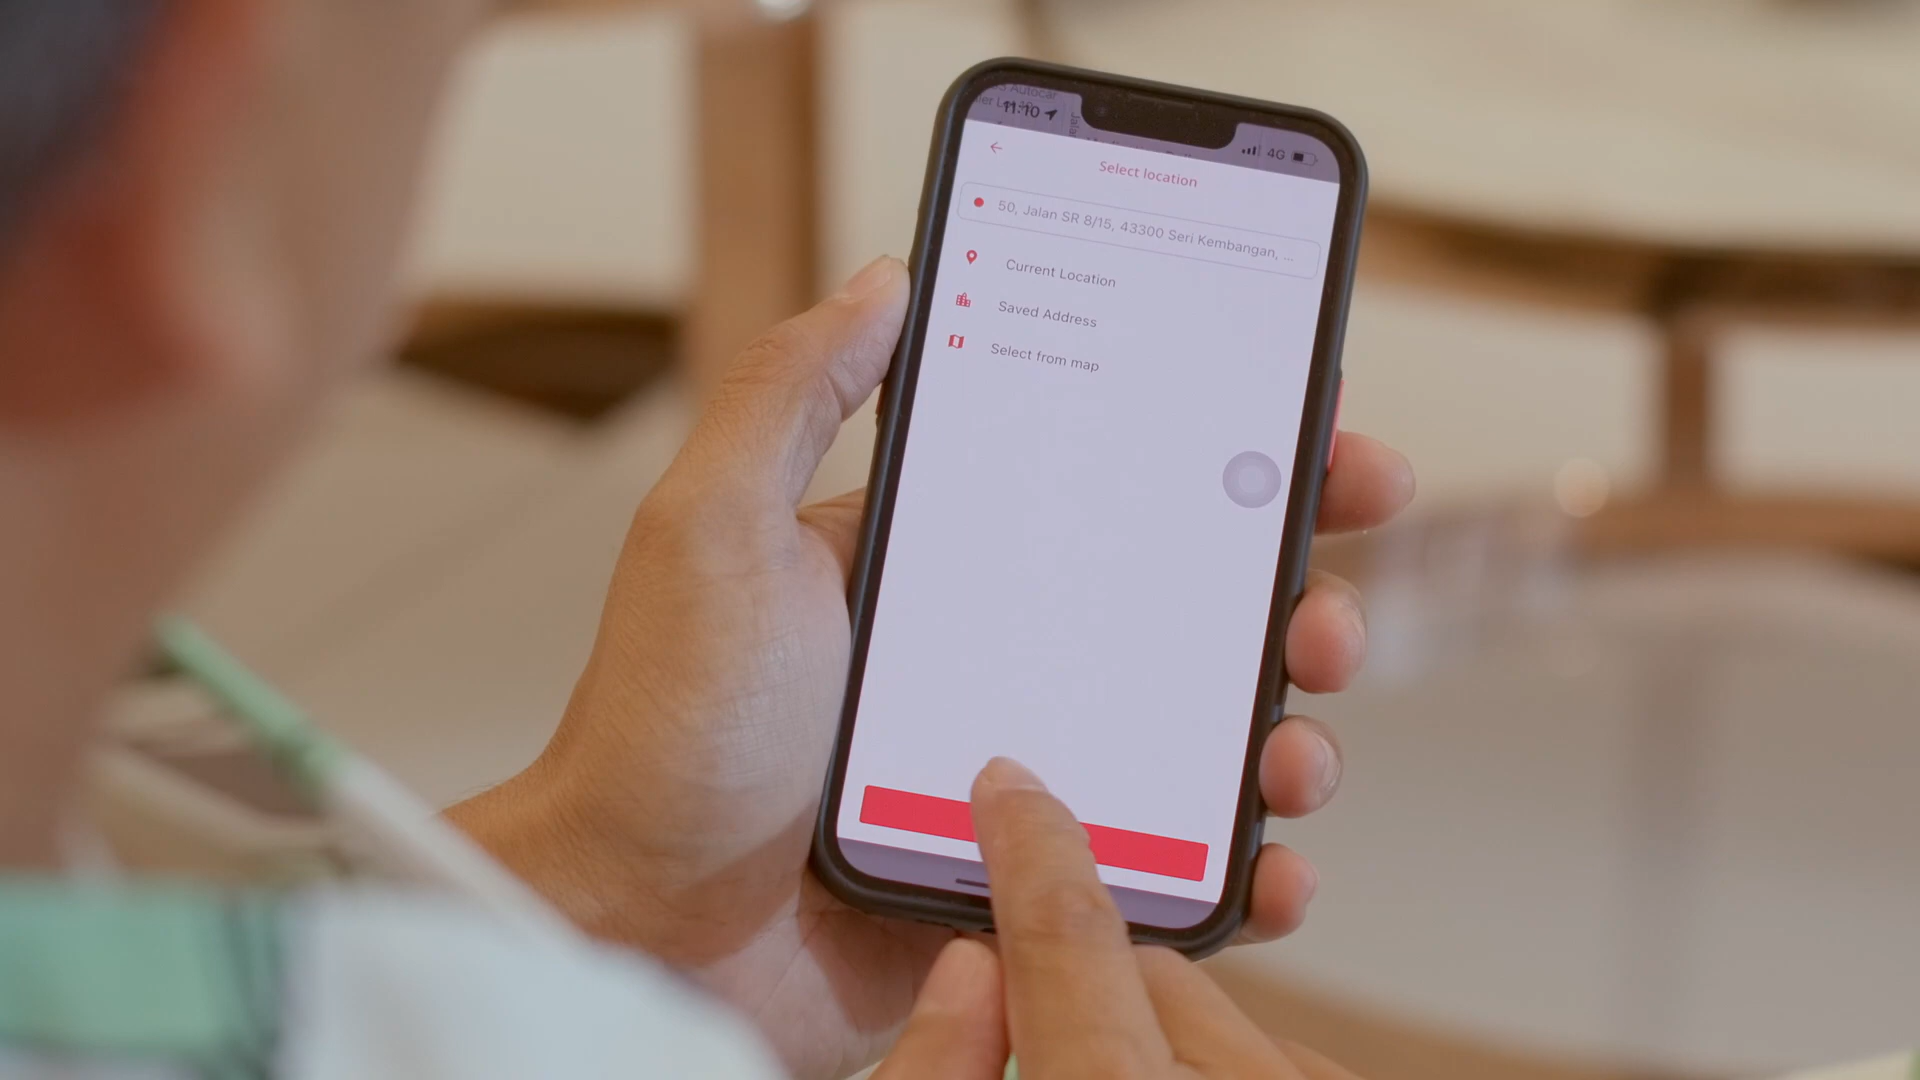 Autocar
11:10
4G
Select location
50, Jalan SR 8/15, 43300 Seri Kembangan, ...
Current Location
Saved Address
Select from map